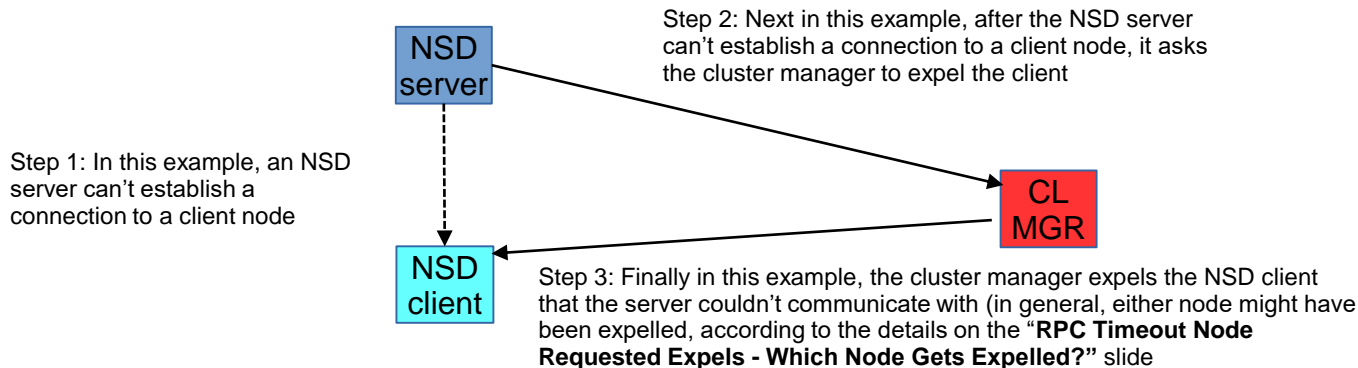 Step 2: Next in this example, after the NSD server
can’t establish a connection to a client node, it asks
the cluster manager to expel the client
NSD
server
Step 1: In this example, an NSD
server can’t establish a
connection to a client node
CL
MGR
NSD
client
Step 3: Finally in this example, the cluster manager expels the NSD client
that the server couldn’t communicate with (in general, either node might have
been expelled, according to the details on the “RPC Timeout Node
Requested Expels - Which Node Gets Expelled?” slide